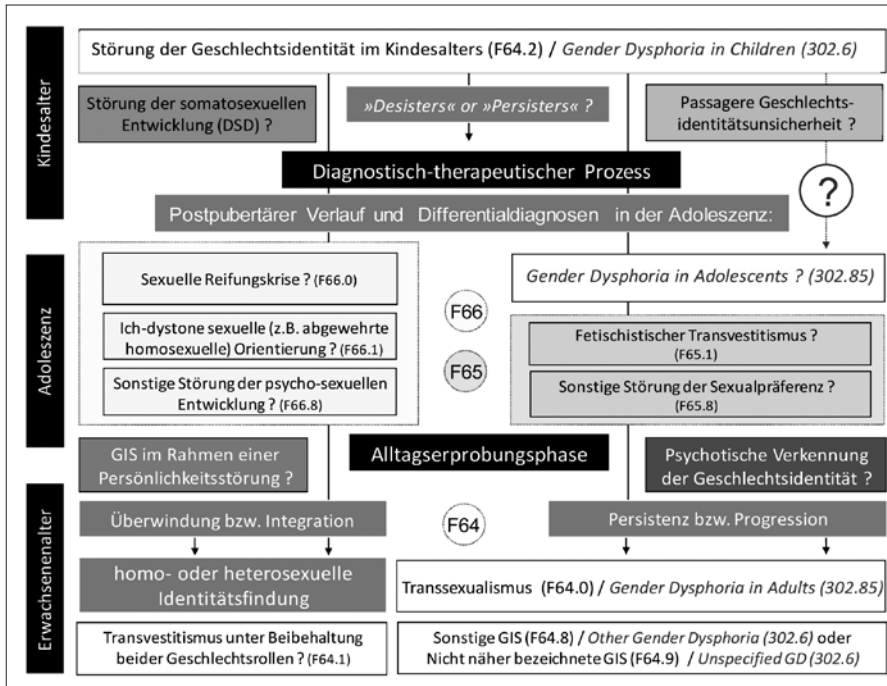 Kindesalter
Störung der Geschlechtsidentität im Kindesalters (F64.2) / Gender Dysphoria in Children (302.6)
Störung der somatosexuellen
Entwicklung (DSD) ?
»Desisters« or »Persisters« ?
Passagere Geschlechts-
identitätsunsicherheit ?
Diagnostisch-therapeutischer Prozess
?
Postpubertärer Verlauf und Differentialdiagnosen in der Adoleszenz:
Adoleszenz
Sexuelle Reifungskrise ? (F66.0)
Ich-dystone sexuelle (z.B. abgewehrte
homosexuelle) Orientierung ? (F66.1)
Sonstige Störung der psycho-sexuellen
Entwicklung ? (F66.8)
F66
F65
Gender Dysphoria in Adolescents ? (302.85)
Fetischistischer Transvestitismus ?
(F65.1)
Sonstige Störung der Sexualpräferenz ?
(F65.8)
GIS im Rahmen einer
Persönlichkeitsstörung ?
Alltagserprobungsphase
Psychotische Verkennung
der Geschlechtsidentität ?
Erwachsenenalter
Überwindung bzw. Integration
F64
Persistenz bzw. Progression
homo- oder heterosexuelle
Identitätsfindung
Transsexualismus (F64.0) / Gender Dysphoria in Adults (302.85)
Transvestitismus unter Beibehaltung
beider Geschlechtsrollen ? (F64.1)
Sonstige GIS (F64.8) / Other Gender Dysphoria (302.6) oder
Nicht näher bezeichnete GIS (F64.9) / Unspecified GD (302.6)